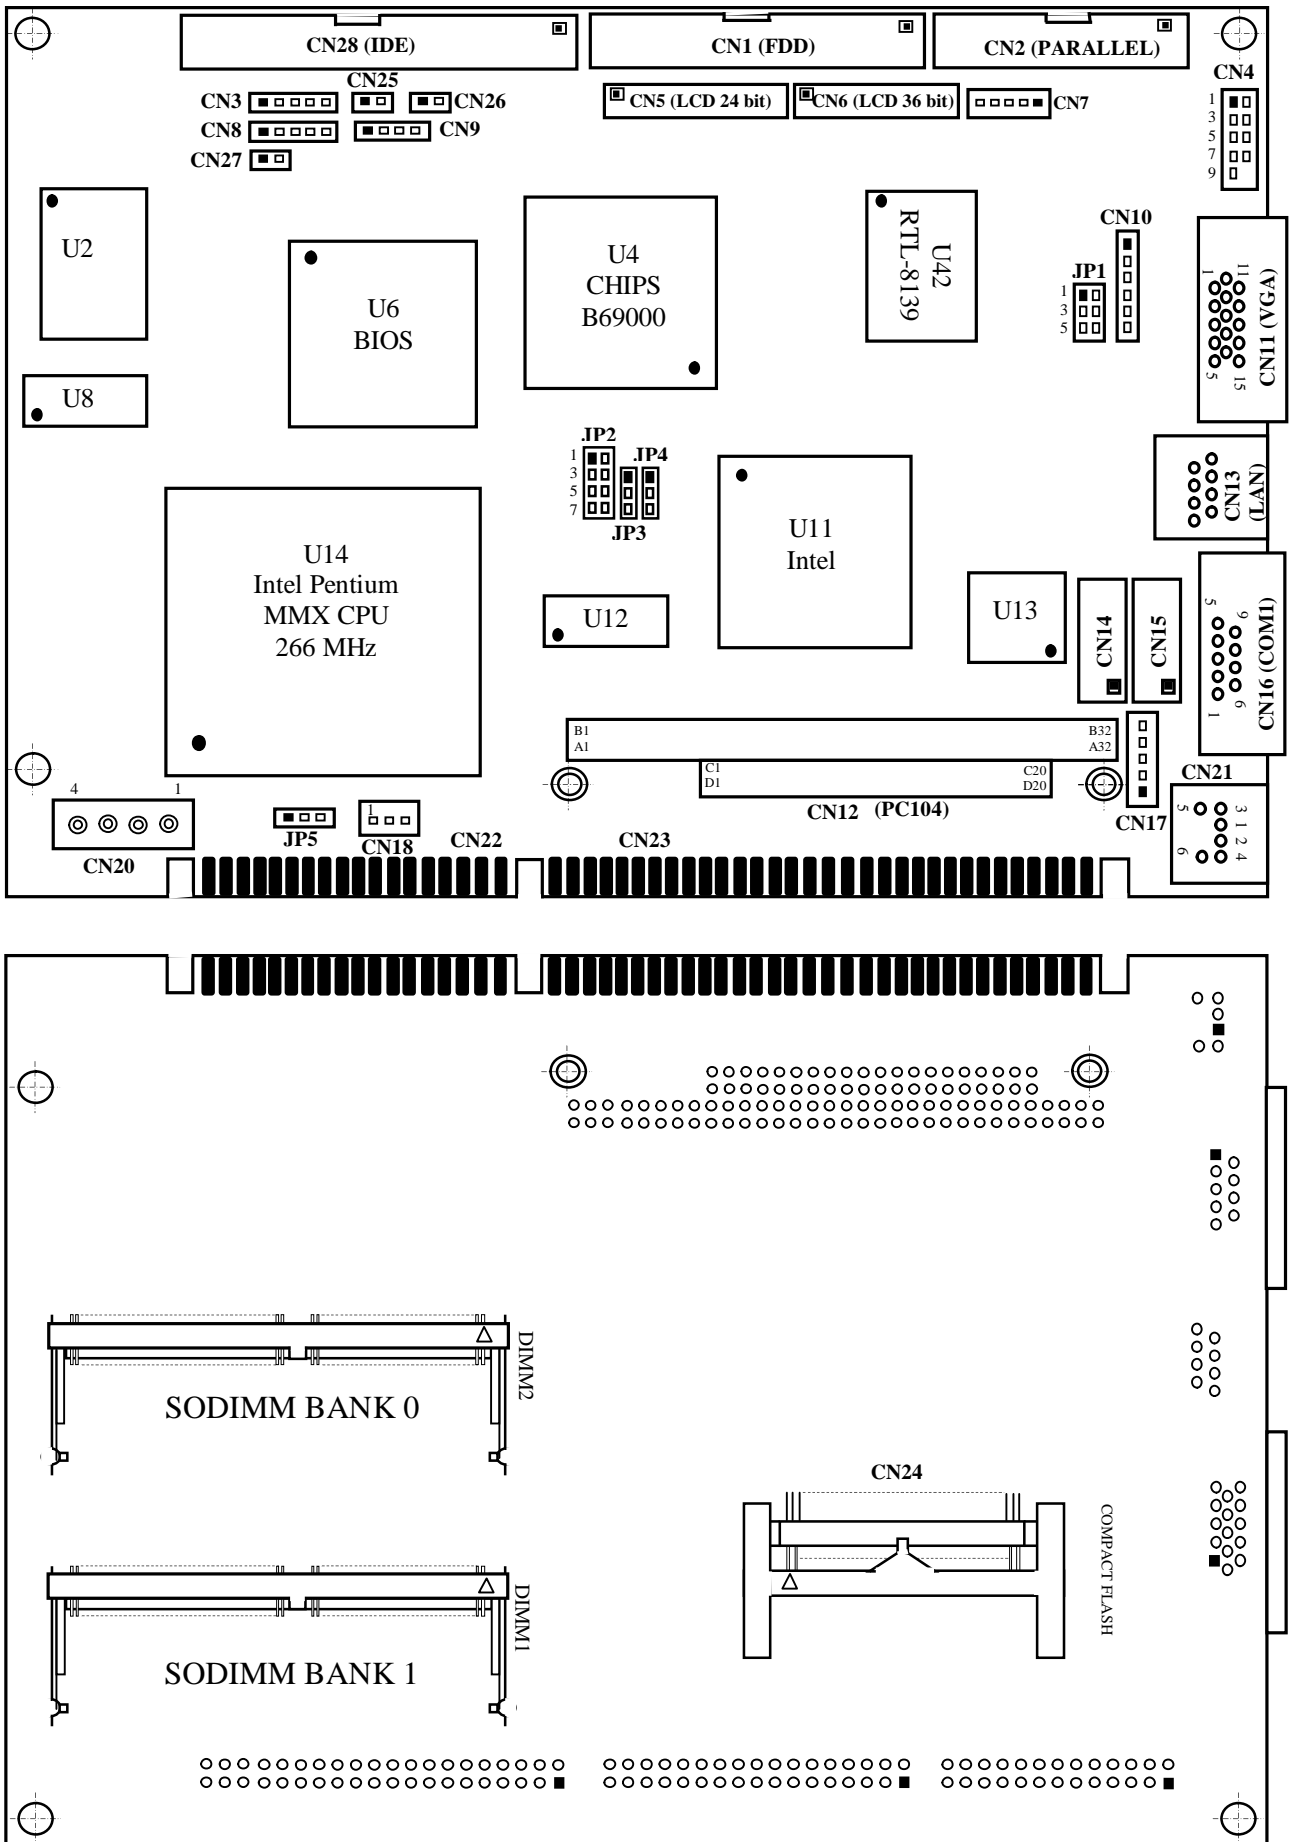 CN28 (IDE)
CN1 (FDD)
CN2 (PARALLEL)
CN4
CN25
CN3
CN26
CN5 (LCD 24 bit)
CN6 (LCD 36 bit)
CN7
CN8
CN9
CN27
1
3
5
7
9
U2
U6
BIOS
U4
CHIPS
B69000
U42
RTL-8139
CN10
JP1
1
3
5
1
11
5
15
CN11 (VGA)
U8
JP2
JP4
1
3
5
7
JP3
U11
Intel
CN13
(LAN)
U14
Intel Pentium
MMX CPU
266 MHz
U12
U13
CN14
CN15
5
9
1
6
CN16 (COM1)
B1
A1
B32
A32
C1
D1
C20
D20
CN12 (PC104)
CN17
CN21
5
3
1
2
6
4
4
1
CN20
JP5
1
CN18
CN22
CN23
DIMM2
SODIMM BANK 0
CN24
COMPACT FLASH
DIMM1
SODIMM BANK 1